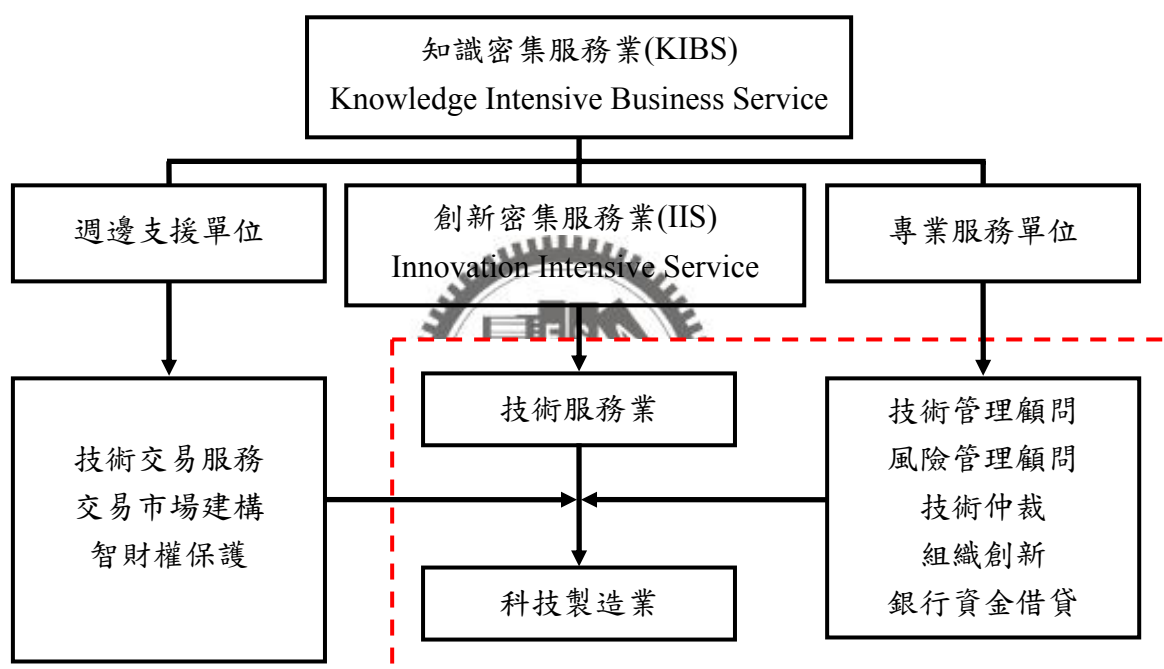 知識密集服務業(KIBS)
Knowledge Intensive Business Service
週邊支援單位
創新密集服務業(IIS)
Innovation Intensive Service
專業服務單位
技術交易服務
交易市場建構
智財權保護
技術服務業
科技製造業
技術管理顧問
風險管理顧問
技術仲裁
組織創新
銀行資金借貸